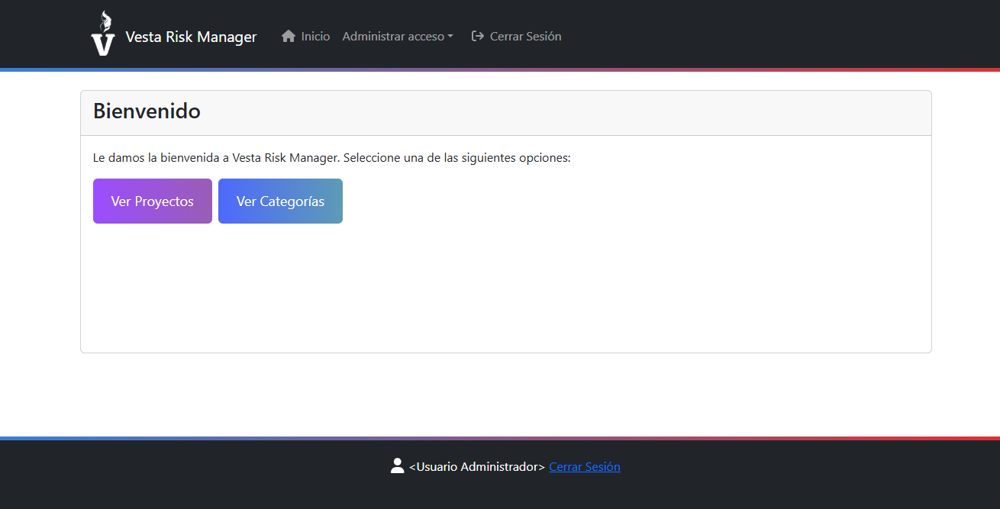 Vesta Risk Manager Inicio Administrar acceso Cerrar Sesión
Bienvenido
Le damos la bienvenida a Vesta Risk Manager. Seleccione una de las siguientes opciones:
Ver Proyectos Ver Categorías
<Usuario Administrador> Cerrar Sesión